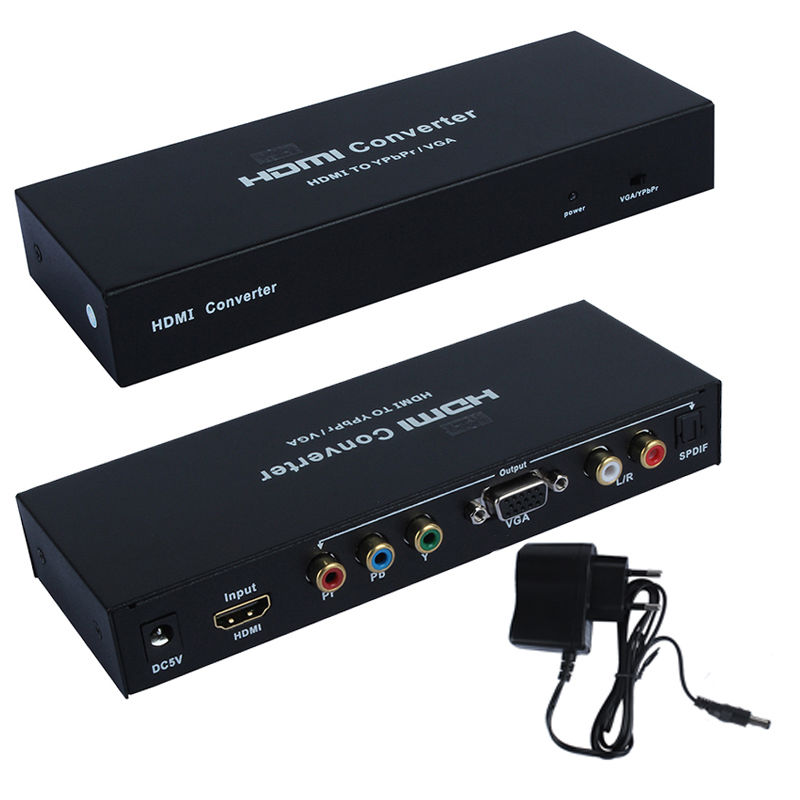 HDMI Converter
HDMI TO YPbPr / VGA
power
VGA/YPbPr
HDMI Converter
HDMI Converter
HDMI TO YPbPr / VGA
Output
SPDIF
L/R
VGA
Y
Pb
Pr
Input
HDMI
DC5V